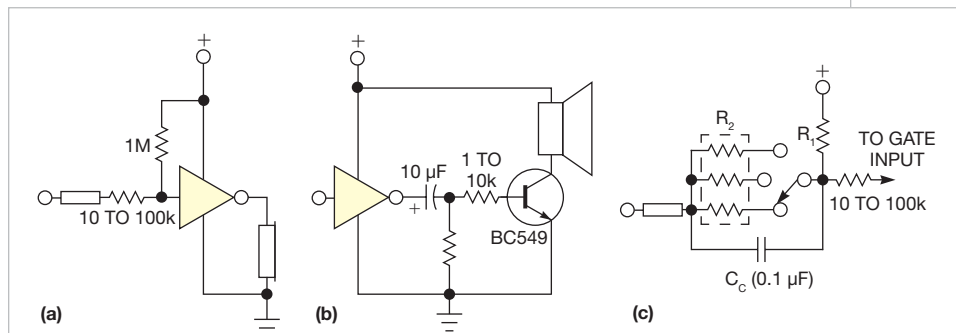 +
1M
10 TO 100k
(a)
+
10 µF
+
1 TO
10k
BC549
(b)
+
R2
R1
TO GATE
INPUT
10 TO 100k
CC (0.1 µF)
(c)